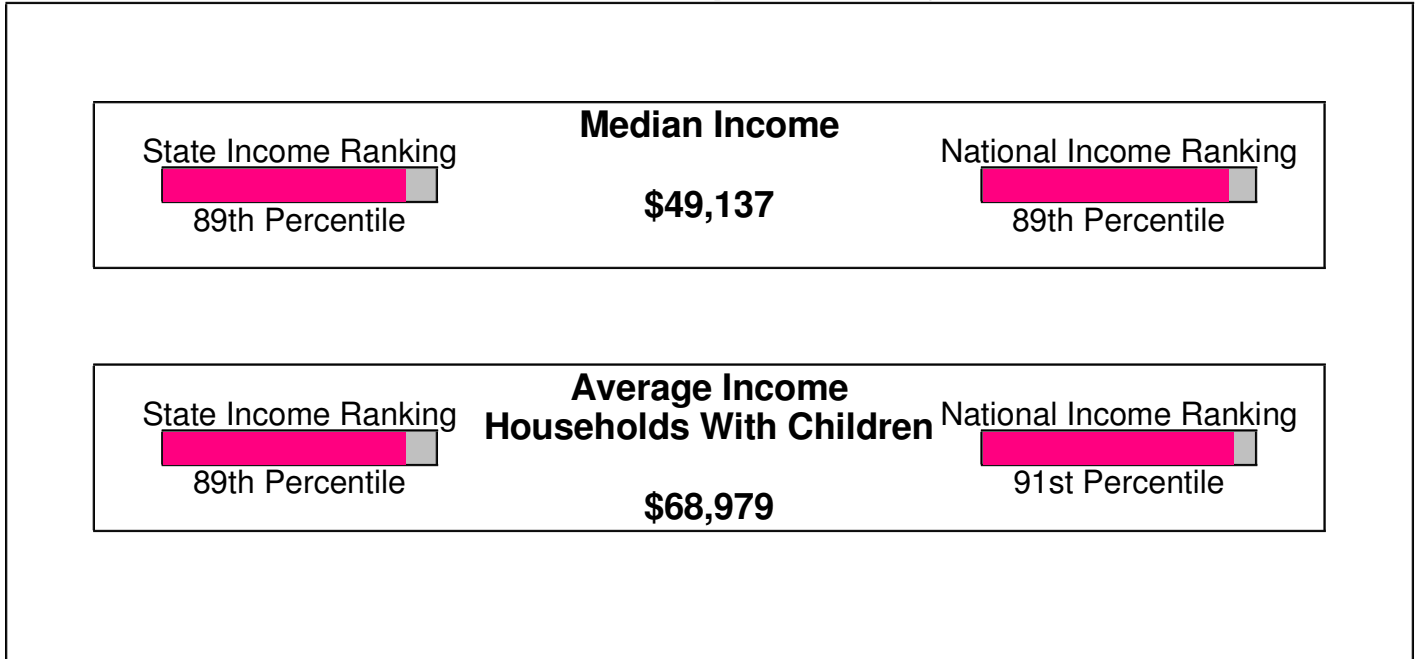 Median Income
State Income Ranking
National Income Ranking
$49,137
89th Percentile
89th Percentile
Average Income
Households With Children
State Income Ranking
National Income Ranking
89th Percentile
91st Percentile
$68,979